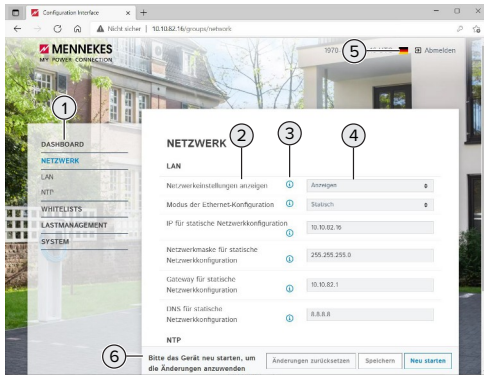 Configuration Interface
Nicht sicher | 10.10.82.16/groups/network
MENNEKES
MY POWER CONNECTION
1970-
5
Abmelden
1
DASHBOARD
NETZWERK
LAN
NTP
WHITELISTS
LASTMANAGEMENT
SYSTEM
NETZWERK
2
3
4
LAN
Netzwerkeinstellungen anzeigen
Anzeigen
Modus der Ethernet-Konfiguration
Statisch
IP für statische Netzwerkkonfiguration
10.10.82.16
Netzwerkmaske für statische
Netzwerkkonfiguration
255.255.255.0
Gateway für statische
Netzwerkkonfiguration
10.10.82.1
DNS für statische
Netzwerkkonfiguration
8.8.8.8
NTP
6
Bitte das Gerät neu starten, um
die Änderungen anzuwenden
Änderungen zurücksetzen
Speichern
Neu starten